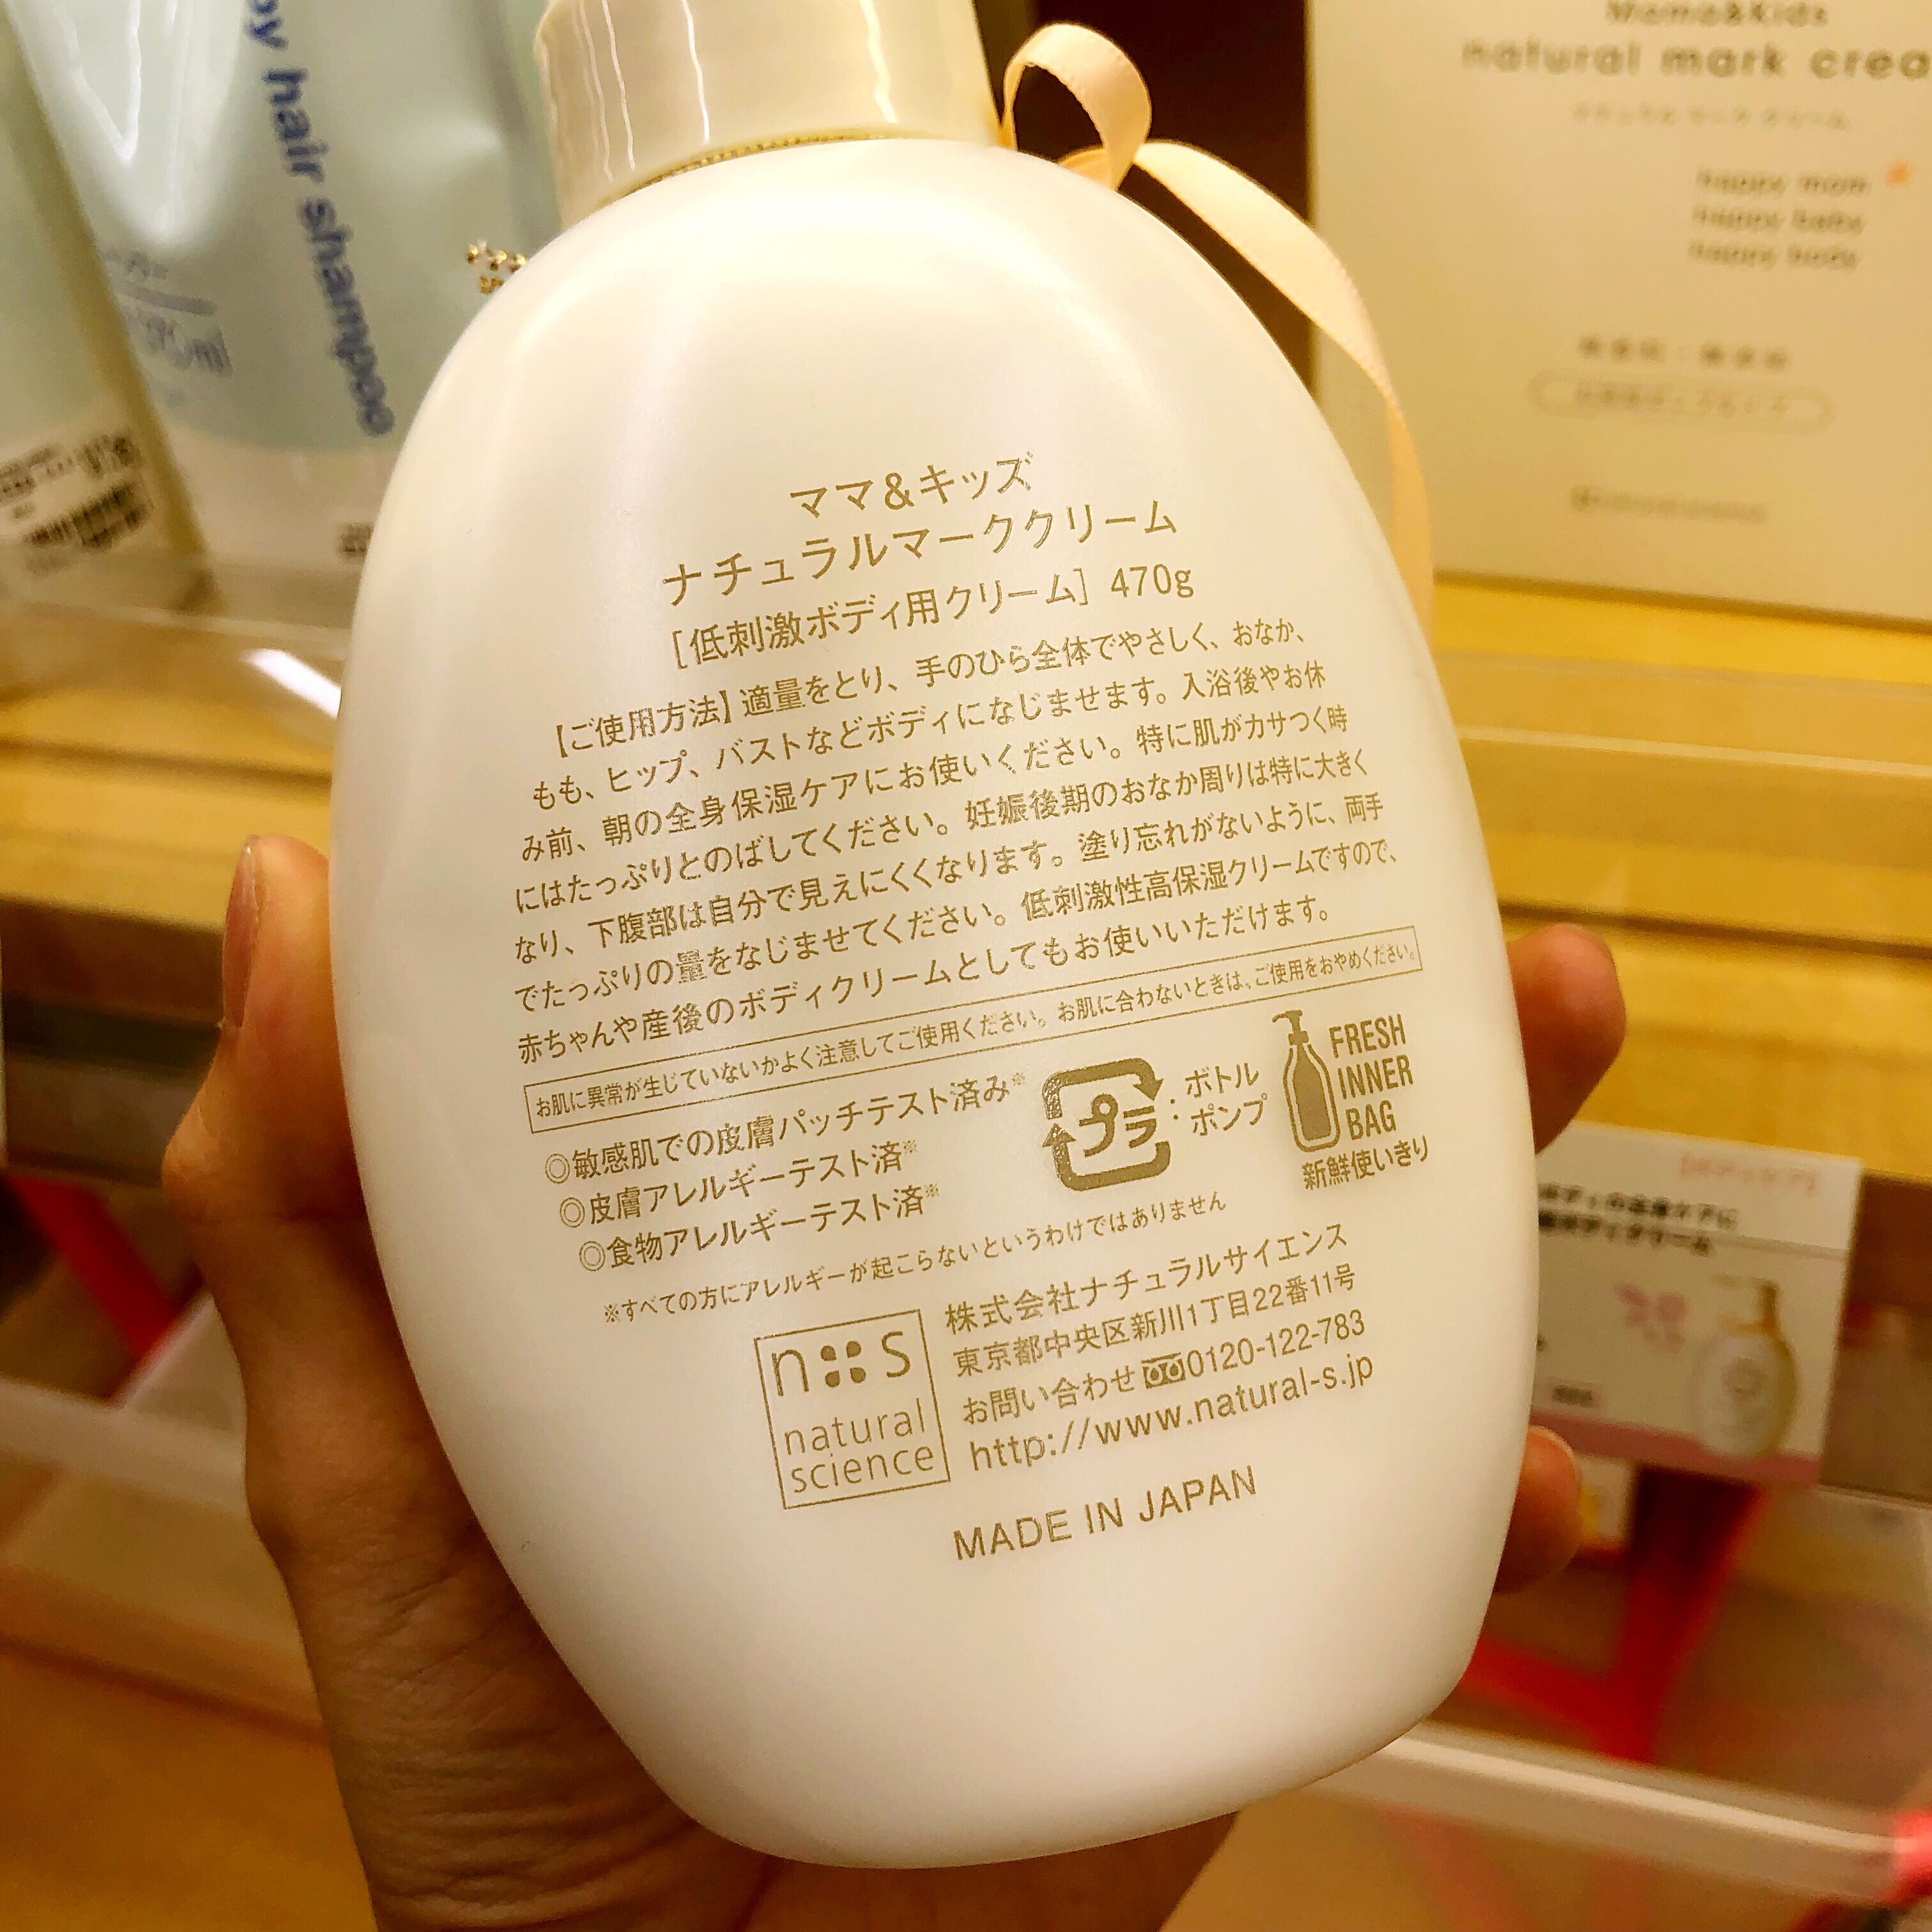 ママ&キッズ
ナチュラルマーククリーム
[低刺激ボディ用クリーム] 470g
【ご使用方法】適量をとり、手のひら全体でやさしく、おなか、
もも、ヒップ、バストなどボディになじませます。入浴後やお休
み前、朝の全身保湿ケアにお使いください。特に肌がカサつく時
にはたっぷりとのばしてください。妊娠後期のおなか周りは特に大きく
なり、下腹部は自分で見えにくくなります。塗り忘れがないように、両手
でたっぷりの量をなじませてください。低刺激性高保湿クリームですので、
赤ちゃんや産後のボディクリームとしてもお使いいただけます。
お肌に異常が生じていないかよく注意してご使用ください。お肌に合わないときは、ご使用をおやめください。
◎敏感肌での皮膚パッチテスト済み※
◎皮膚アレルギーテスト済※
◎食物アレルギーテスト済※
※すべての方にアレルギーが起こらないというわけではありません
プラ
:ボトル
ポンプ
FRESH
INNER
BAG
新鮮使いきり
n s
natural
science
株式会社ナチュラルサイエンス
東京都中央区新川1丁目22番11号
お問い合わせ 0120-122-783
http://www.natural-s.jp
MADE IN JAPAN
hair shampoo
Mama&Kids
natural mark crea
ナチュラル マーク クリーム
happy mom
happy baby
happy body